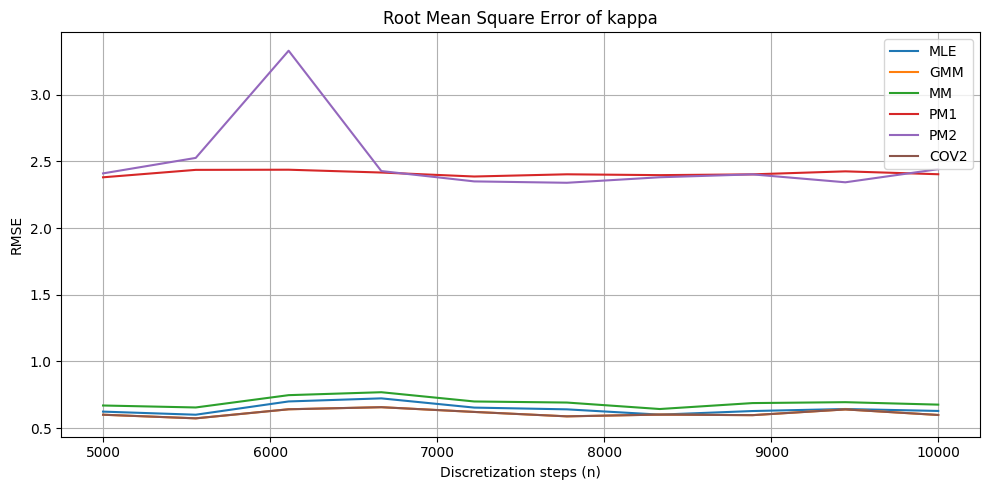 Root Mean Square Error of kappa
MLE
GMM
MM
PM1
PM2
COV2
RMSE
3.0
2.5
2.0
1.5
1.0
0.5
5000 6000 7000 8000 9000 10000
Discretization steps (n)